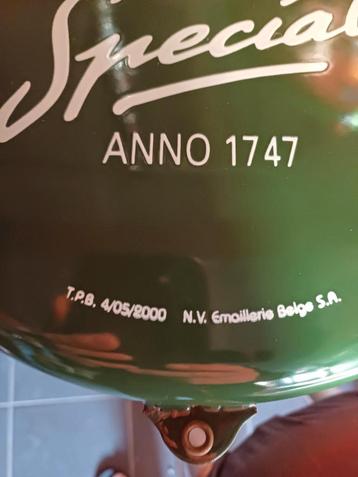 Special
ANNO 1747
T.P.B. 4/05/2000 N.V. Emaillerie Belge S.A.